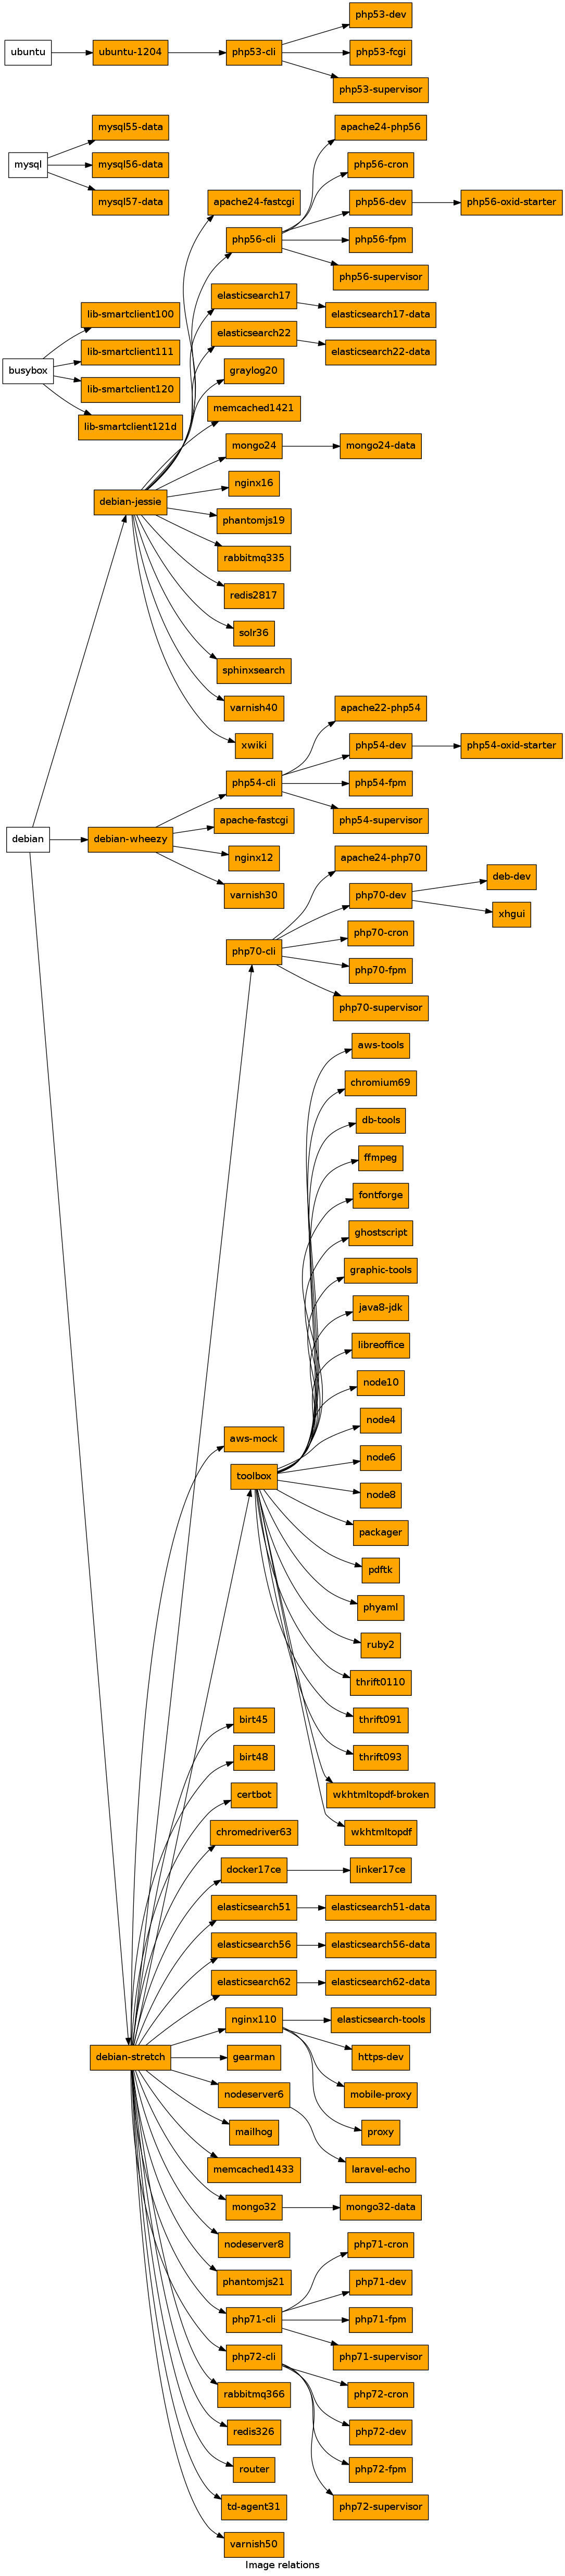 php53-dev
ubuntu
ubuntu-1204
php53-cli
php53-fcgi
php53-supervisor
mysql55-data
apache24-php56
mysql
mysql56-data
php56-cron
mysql57-data
apache24-fastcgi
php56-dev
php56-oxid-starter
php56-cli
php56-fpm
php56-supervisor
elasticsearch17
lib-smartclient100
elasticsearch17-data
elasticsearch22
lib-smartclient111
elasticsearch22-data
busybox
graylog20
lib-smartclient120
memcached1421
lib-smartclient121d
mongo24
mongo24-data
nginx16
debian-jessie
phantomjs19
rabbitmq335
redis2817
solr36
sphinxsearch
varnish40
apache22-php54
xwiki
php54-dev
php54-oxid-starter
php54-cli
php54-fpm
apache-fastcgi
php54-supervisor
debian
debian-wheezy
nginx12
apache24-php70
varnish30
php70-dev
deb-dev
xhgui
php70-cron
php70-cli
php70-fpm
php70-supervisor
aws-tools
chromium69
db-tools
ffmpeg
fontforge
ghostscript
graphic-tools
java8-jdk
libreoffice
node10
node4
aws-mock
node6
toolbox
node8
packager
pdftk
phyaml
ruby2
thrift0110
birt45
thrift091
birt48
thrift093
certbot
wkhtmltopdf-broken
chromedriver63
wkhtmltopdf
docker17ce
linker17ce
elasticsearch51
elasticsearch51-data
elasticsearch56
elasticsearch56-data
elasticsearch62
elasticsearch62-data
nginx110
elasticsearch-tools
debian-stretch
gearman
https-dev
nodeserver6
mobile-proxy
mailhog
proxy
memcached1433
laravel-echo
mongo32
mongo32-data
nodeserver8
php71-cron
phantomjs21
php71-dev
php71-cli
php71-fpm
php72-cli
php71-supervisor
rabbitmq366
php72-cron
redis326
php72-dev
router
php72-fpm
td-agent31
php72-supervisor
varnish50
Image relations